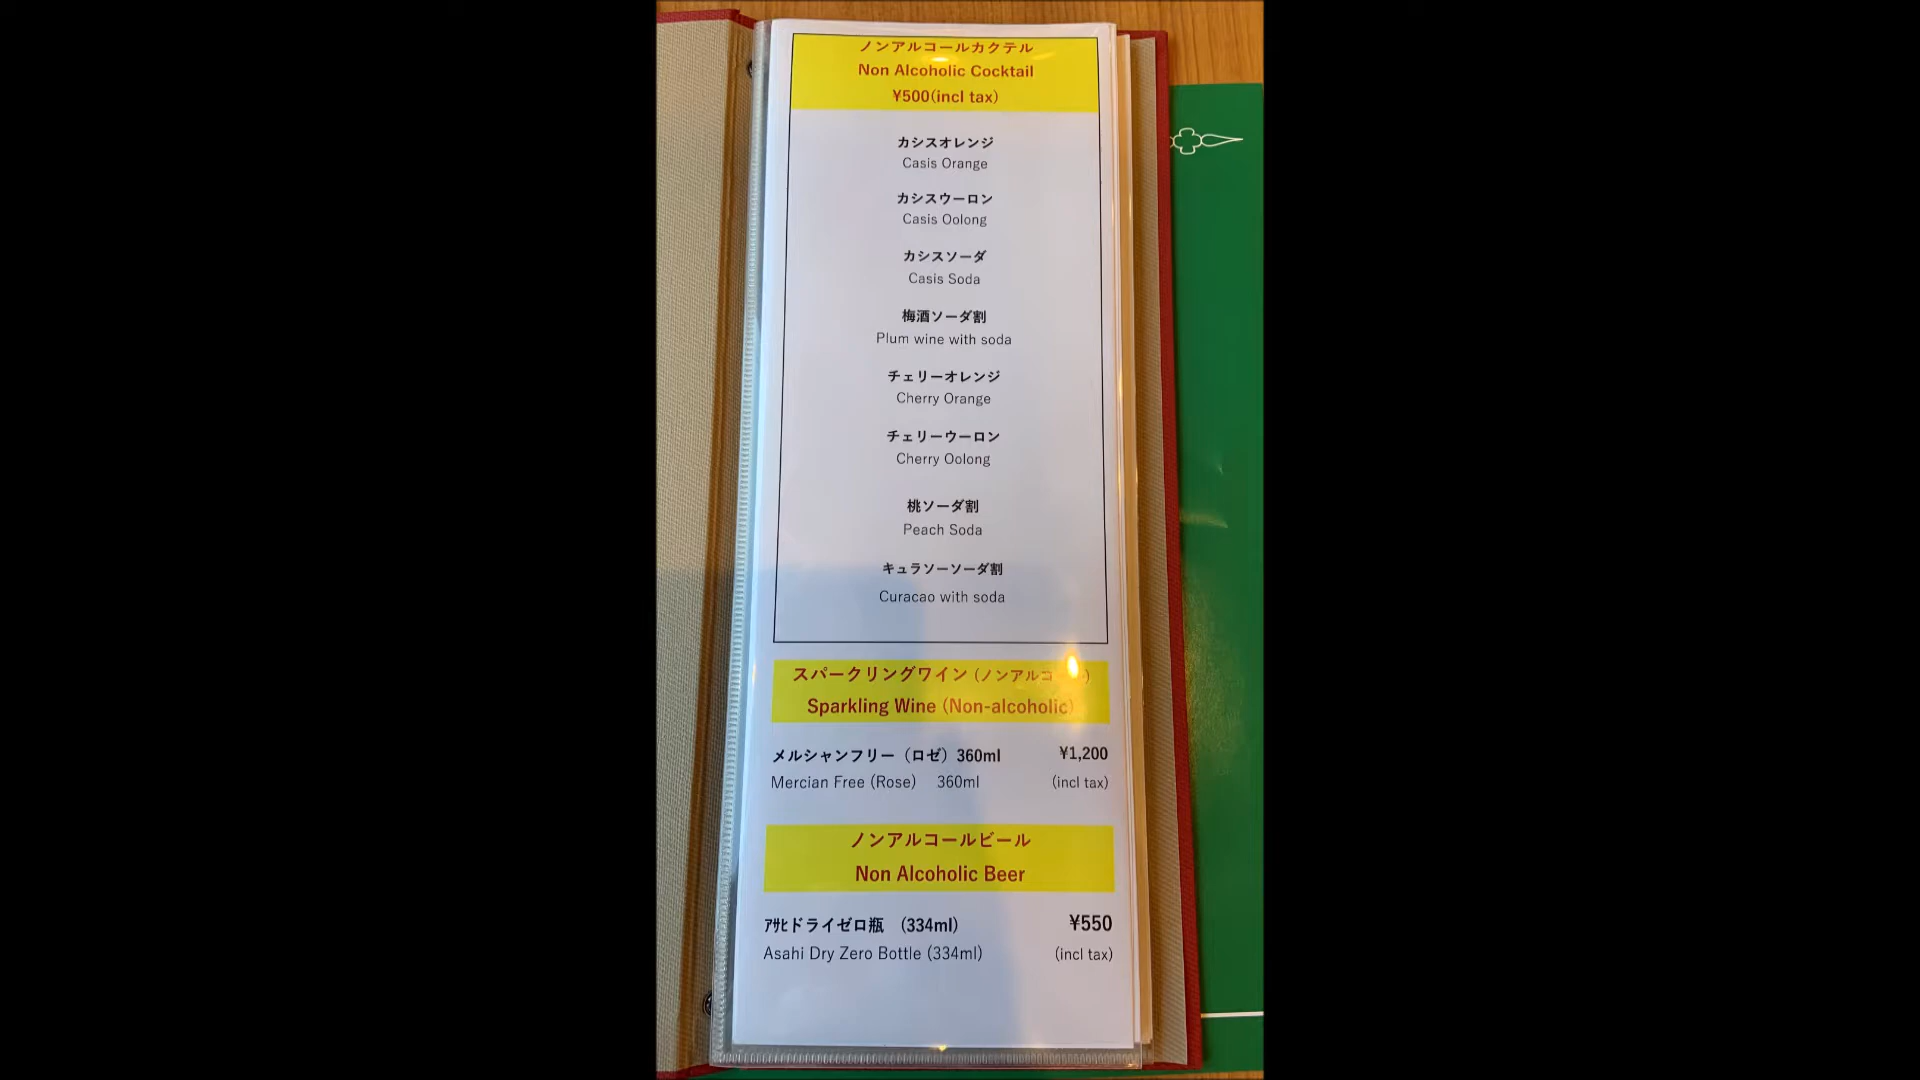 ノンアルコールカクテル
Non Alcoholic Cocktail
¥500(incl tax)
カシスオレンジ
Casis Orange
カシスウーロン
Casis Oolong
カシスソーダ
Casis Soda
梅酒ソーダ割
Plum wine with soda
チェリーオレンジ
Cherry Orange
チェリーウーロン
Cherry Oolong
桃ソーダ割
Peach Soda
キュラソーソーダ割
Curacao with soda
スパークリングワイン
Sparkling Wine (Non-alcoholic)
メルシャンフリー（ロゼ）360ml ¥1,200
Mercian Free (Rose) 360ml (incl tax)
ノンアルコールビール
Non Alcoholic Beer
ｱｻﾋドライゼロ瓶 (334ml) ¥550
Asahi Dry Zero Bottle (334ml) (incl tax)